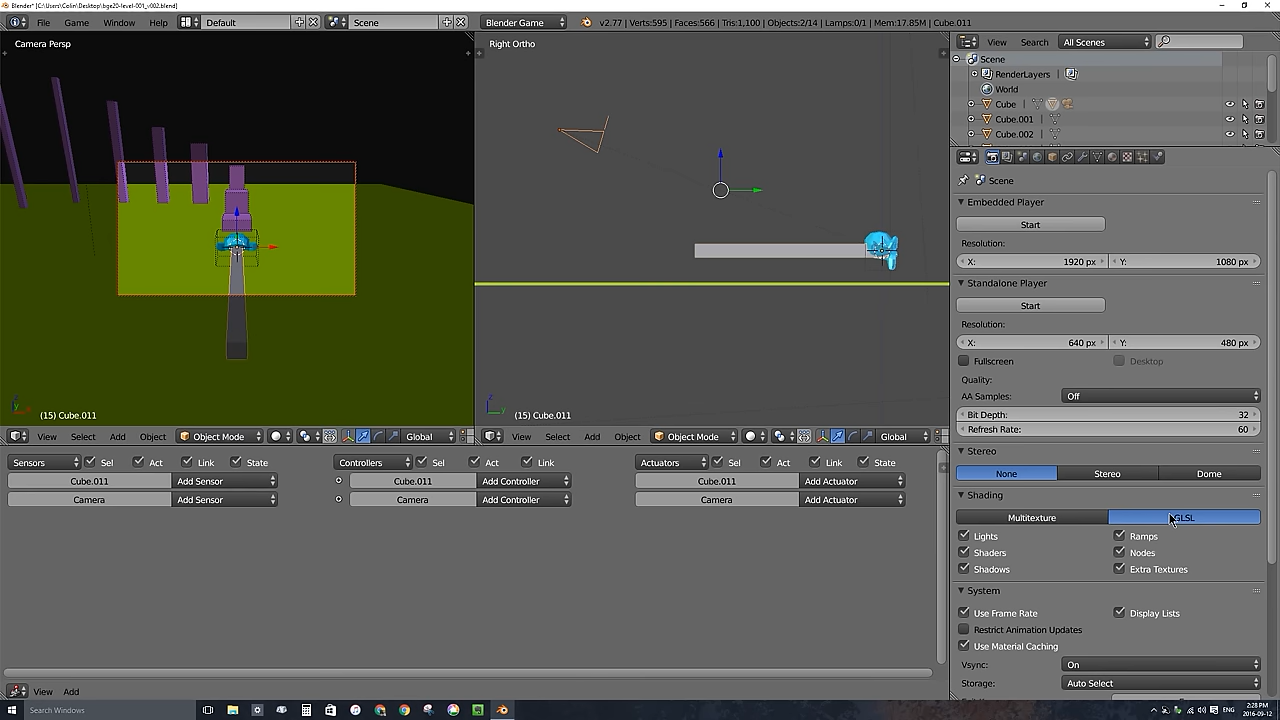 Blender* [C:\Users\Colin\Desktop\bge20-level-001_v002.blend]
File Game Window Help Default Scene Blender Game v2.77 | Verts:595 | Faces:566 | Tris:1,100 | Objects:2/14 | Lamps:0/1 | Mem:17.85M | Cube.011
Camera Persp
Right Ortho
View Search All Scenes
Scene
RenderLayers
World
Cube
Cube.001
Cube.002
Scene
Embedded Player
Start
Resolution:
X: 1920 px Y: 1080 px
Standalone Player
Start
Resolution:
X: 640 px Y: 480 px
Fullscreen Desktop
Quality:
AA Samples: Off
Bit Depth: 32
Refresh Rate: 60
Stereo
None Stereo Dome
Shading
Multitexture GLSL
Lights Ramps
Shaders Nodes
Shadows Extra Textures
System
Use Frame Rate Display Lists
Restrict Animation Updates
Use Material Caching
Vsync: On
Storage: Auto Select
(15) Cube.011
(15) Cube.011
View Select Add Object Object Mode Global
View Select Add Object Object Mode Global
Sensors Sel Act Link State
Controllers Sel Act Link
Actuators Sel Act Link State
Cube.011 Add Sensor
Cube.011 Add Controller
Cube.011 Add Actuator
Camera Add Sensor
Camera Add Controller
Camera Add Actuator
View Add
Search Windows
ENG
2:28 PM
2016-09-12